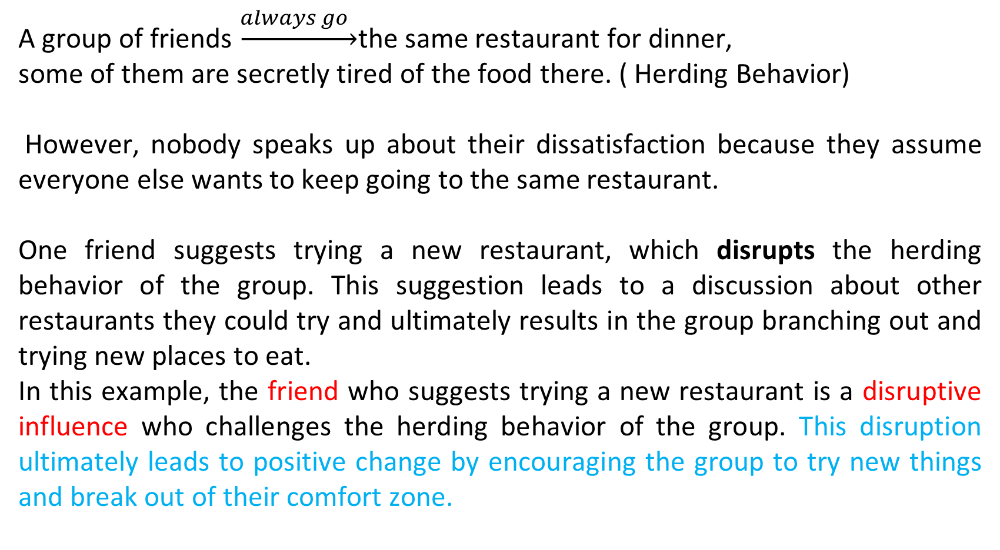 always go
A group of friends ⟶the same restaurant for dinner,
some of them are secretly tired of the food there. ( Herding Behavior)
However, nobody speaks up about their dissatisfaction because they assume
everyone else wants to keep going to the same restaurant.
One friend suggests trying a new restaurant, which disrupts the herding
behavior of the group. This suggestion leads to a discussion about other
restaurants they could try and ultimately results in the group branching out and
trying new places to eat.
In this example, the friend who suggests trying a new restaurant is a disruptive
influence who challenges the herding behavior of the group. This disruption
ultimately leads to positive change by encouraging the group to try new things
and break out of their comfort zone.